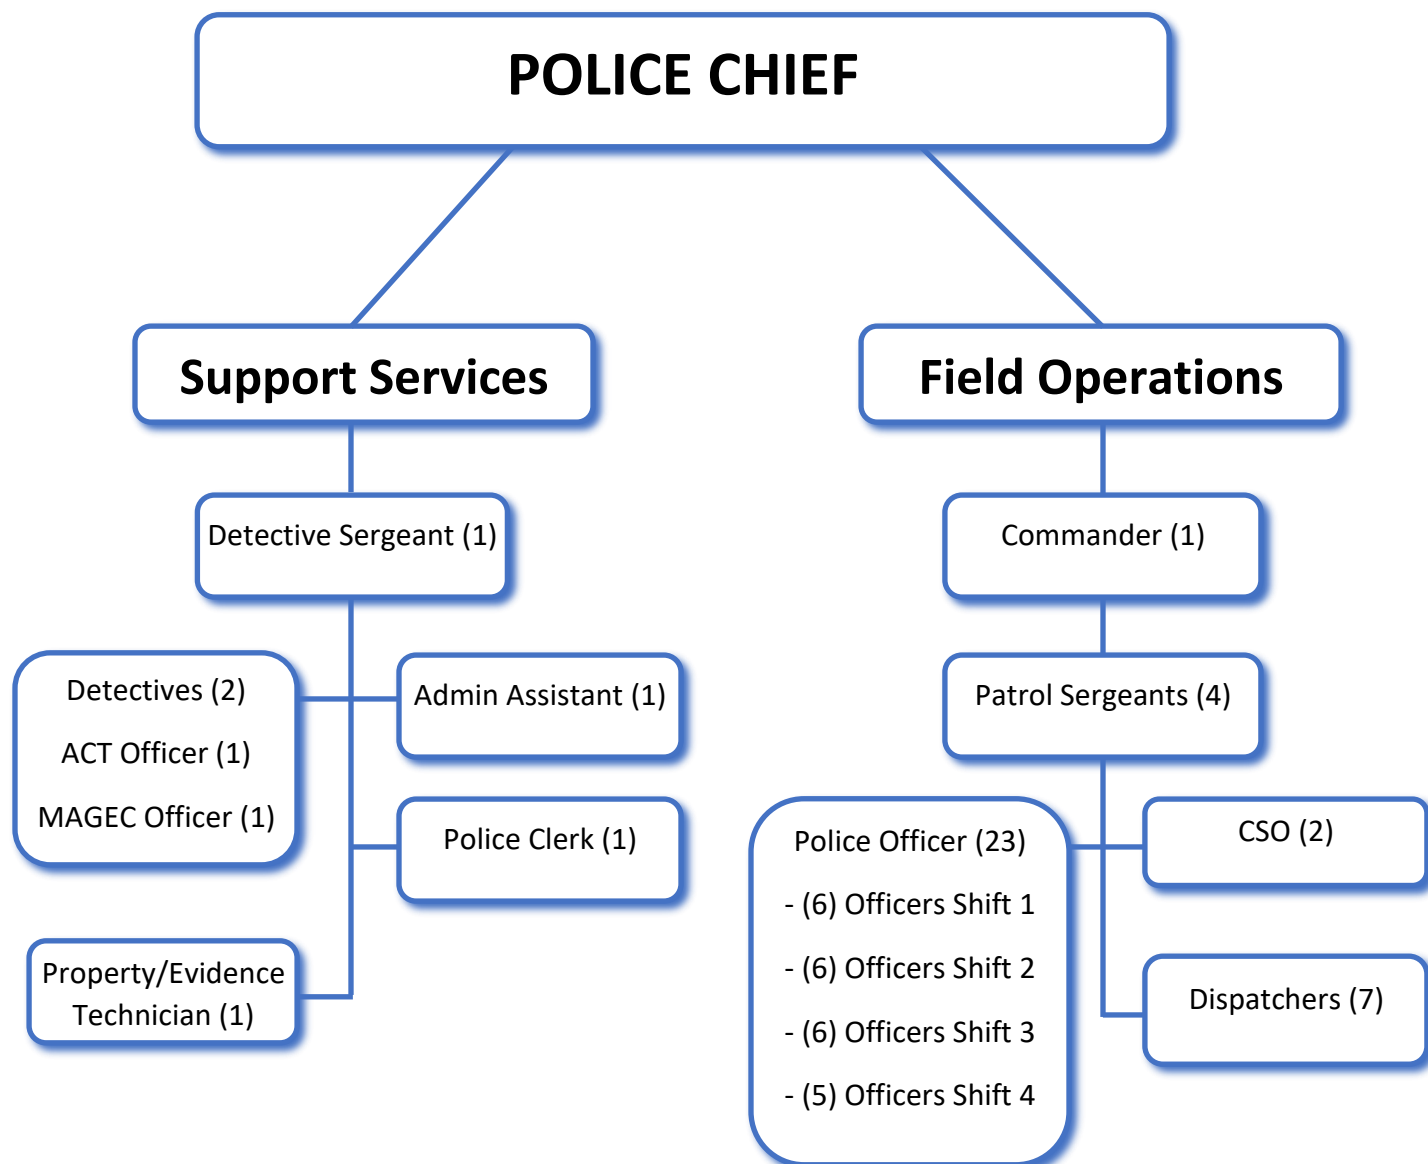 POLICE CHIEF
Support Services
Field Operations
Detective Sergeant (1)
Commander (1)
Detectives (2)
ACT Officer (1)
MAGEC Officer (1)
Admin Assistant (1)
Patrol Sergeants (4)
Police Clerk (1)
Property/Evidence
Technician (1)
Police Officer (23)
- (6) Officers Shift 1
- (6) Officers Shift 2
- (6) Officers Shift 3
- (5) Officers Shift 4
CSO (2)
Dispatchers (7)